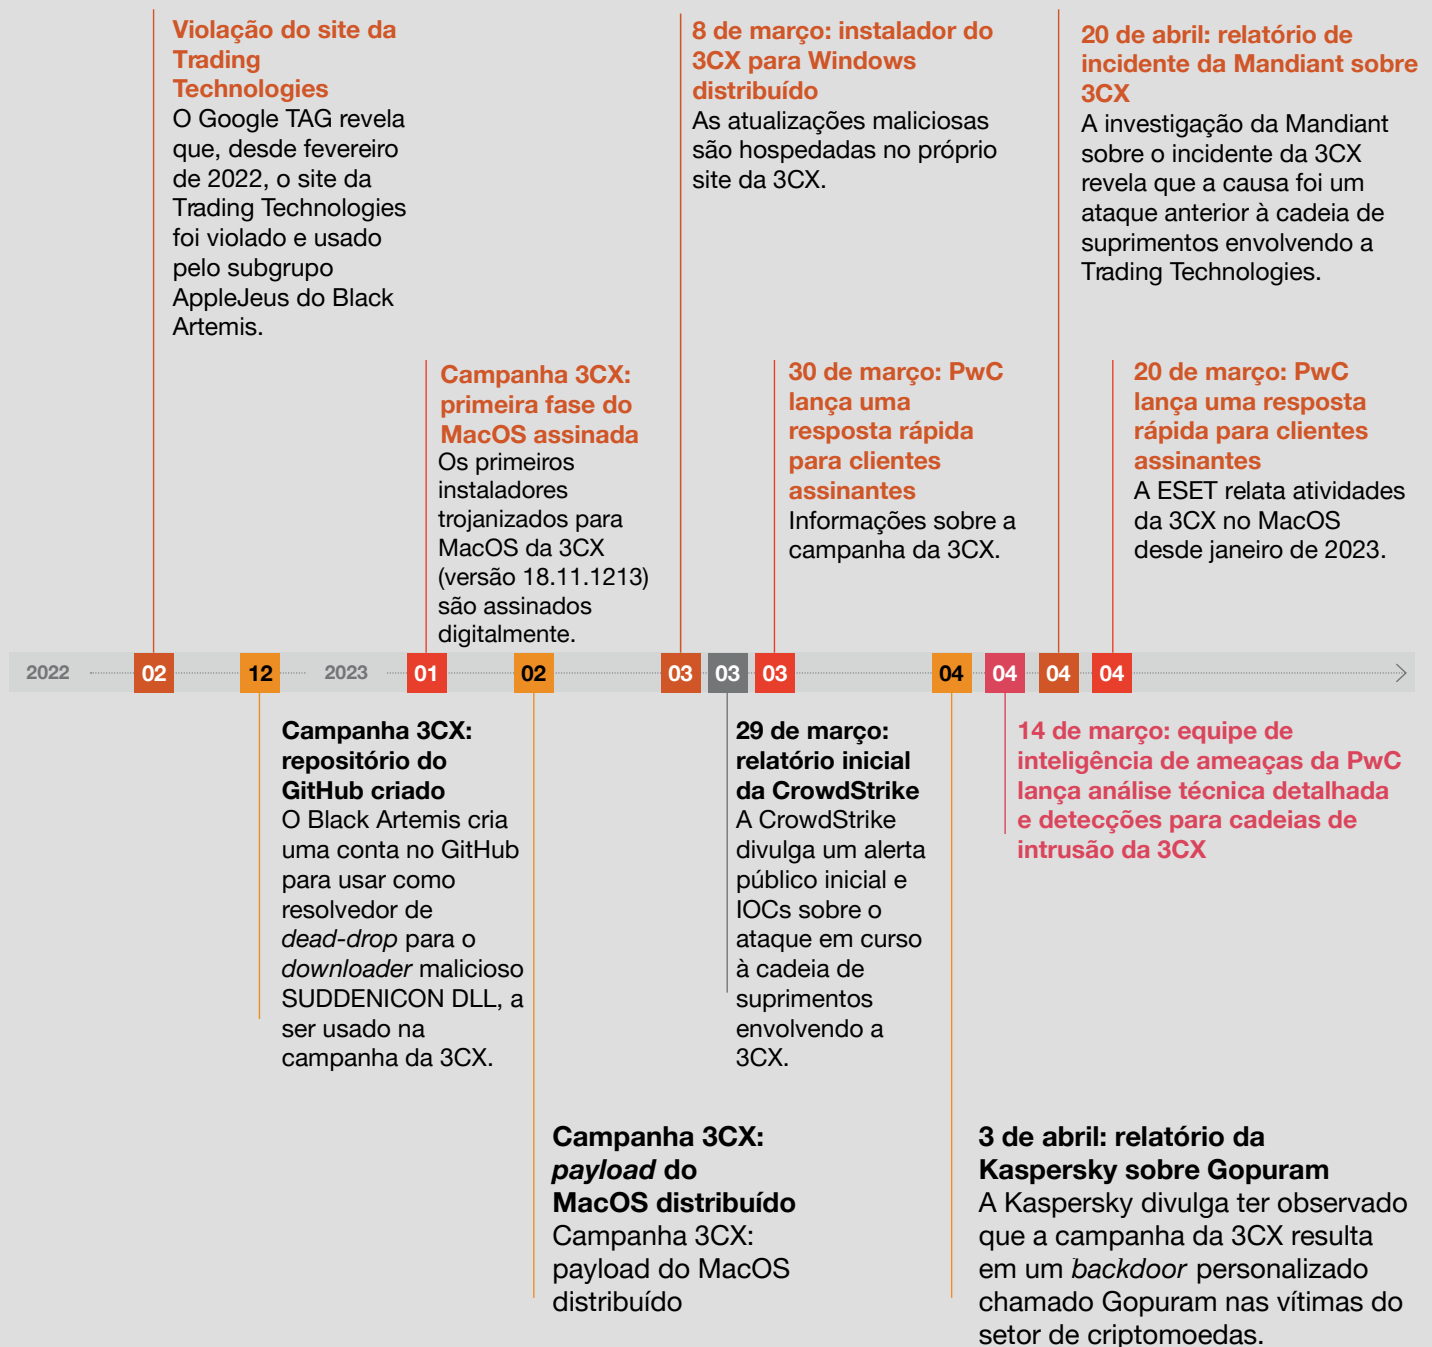 Violação do site da
Trading
Technologies
O Google TAG revela
que, desde fevereiro
de 2022, o site da
Trading Technologies
foi violado e usado
pelo subgrupo
AppleJeus do Black
Artemis.
8 de março: instalador do
3CX para Windows
distribuído
As atualizações maliciosas
são hospedadas no próprio
site da 3CX.
20 de abril: relatório de
incidente da Mandiant sobre
3CX
A investigação da Mandiant
sobre o incidente da 3CX
revela que a causa foi um
ataque anterior à cadeia de
suprimentos envolvendo a
Trading Technologies.
Campanha 3CX:
primeira fase do
MacOS assinada
Os primeiros
instaladores
trojanizados para
MacOS da 3CX
(versão 18.11.1213)
são assinados
digitalmente.
30 de março: PwC
lança uma
resposta rápida
para clientes
assinantes
Informações sobre a
campanha da 3CX.
20 de março: PwC
lança uma resposta
rápida para clientes
assinantes
A ESET relata atividades
da 3CX no MacOS
desde janeiro de 2023.
2022 02 12 2023 01 02 03 03 03 04 04 04 04
Campanha 3CX:
repositório do
GitHub criado
O Black Artemis cria
uma conta no GitHub
para usar como
resolvedor de
dead-drop para o
downloader malicioso
SUDDENICON DLL, a
ser usado na
campanha da 3CX.
29 de março:
relatório inicial
da CrowdStrike
A CrowdStrike
divulga um alerta
público inicial e
IOCs sobre o
ataque em curso
à cadeia de
suprimentos
envolvendo a
3CX.
14 de março: equipe de
inteligência de ameaças da PwC
lança análise técnica detalhada
e detecções para cadeias de
intrusão da 3CX
Campanha 3CX:
payload do
MacOS distribuído
Campanha 3CX:
payload do MacOS
distribuído
3 de abril: relatório da
Kaspersky sobre Gopuram
A Kaspersky divulga ter observado
que a campanha da 3CX resulta
em um backdoor personalizado
chamado Gopuram nas vítimas do
setor de criptomoedas.